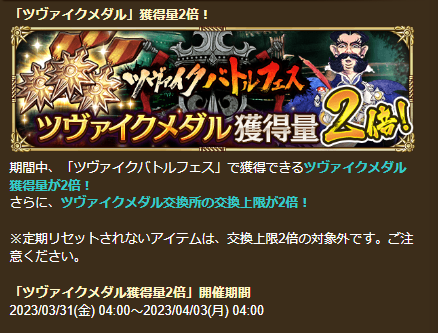 「ツヴァイクメダル」獲得量2倍！
ツヴァイクバトルフェス
ツヴァイクメダル獲得量2倍！
期間中、「ツヴァイクバトルフェス」で獲得できるツヴァイクメダル
獲得量が2倍！
さらに、ツヴァイクメダル交換所の交換上限が2倍！
※定期リセットされないアイテムは、交換上限2倍の対象外です。ご注
意ください。
「ツヴァイクメダル獲得量2倍」開催期間
2023/03/31(金) 04:00～2023/04/03(月) 04:00